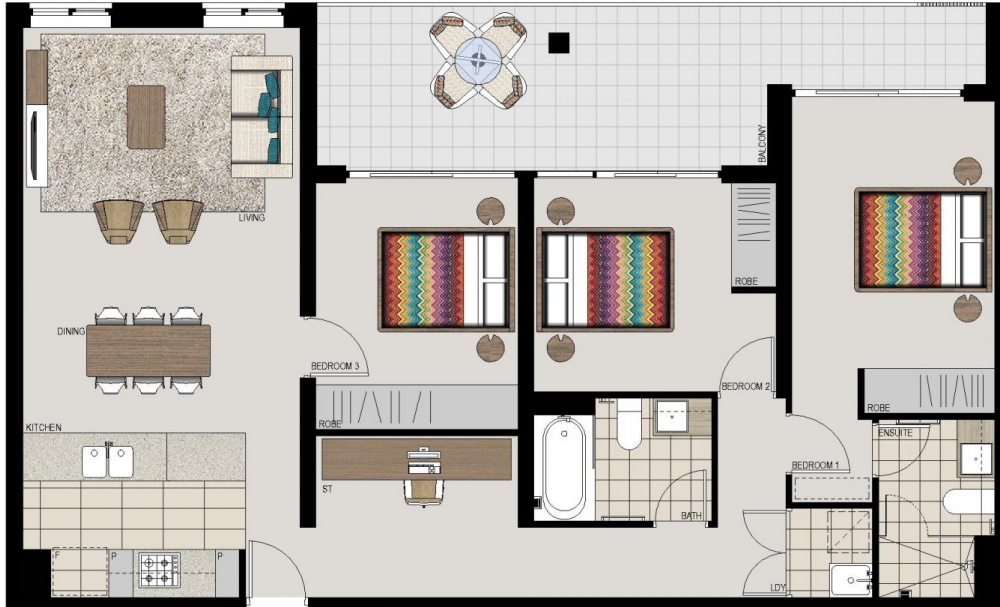 BALCONY
LIVING
ROBE
DINING
BEDROOM 3
BEDROOM 2
ROBE
ROBE
KITCHEN
ENSUITE
BEDROOM 1
ST
BATH
F
P
P
LDY